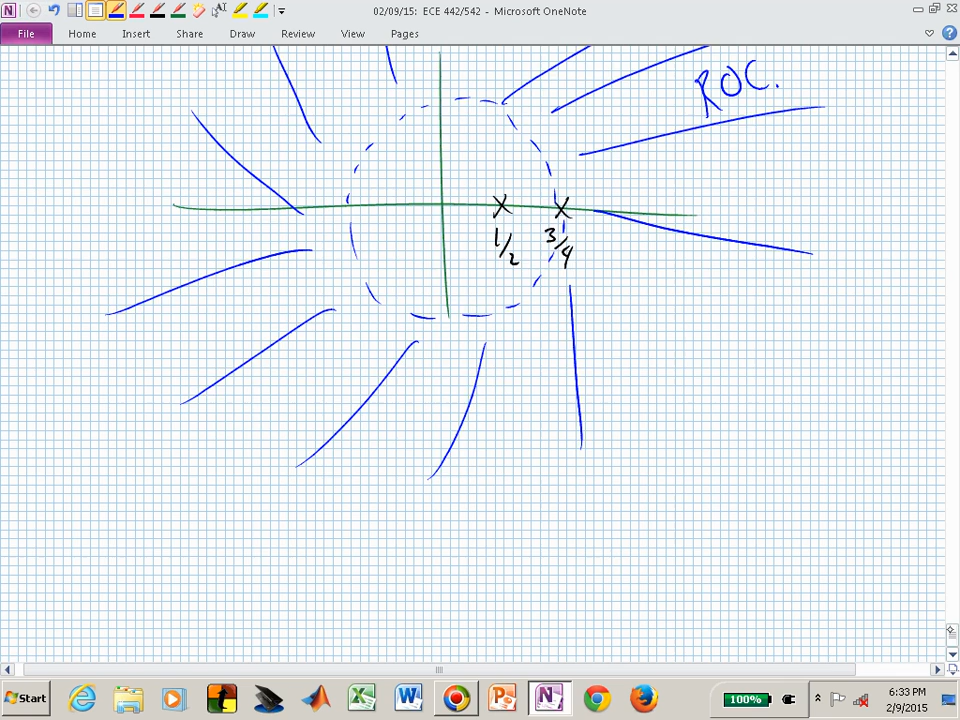 02/09/15: ECE 442/542 - Microsoft OneNote
File Home Insert Share Draw Review View Pages
ROC.
1/2 3/4
Start
100%
6:33 PM
2/9/2015